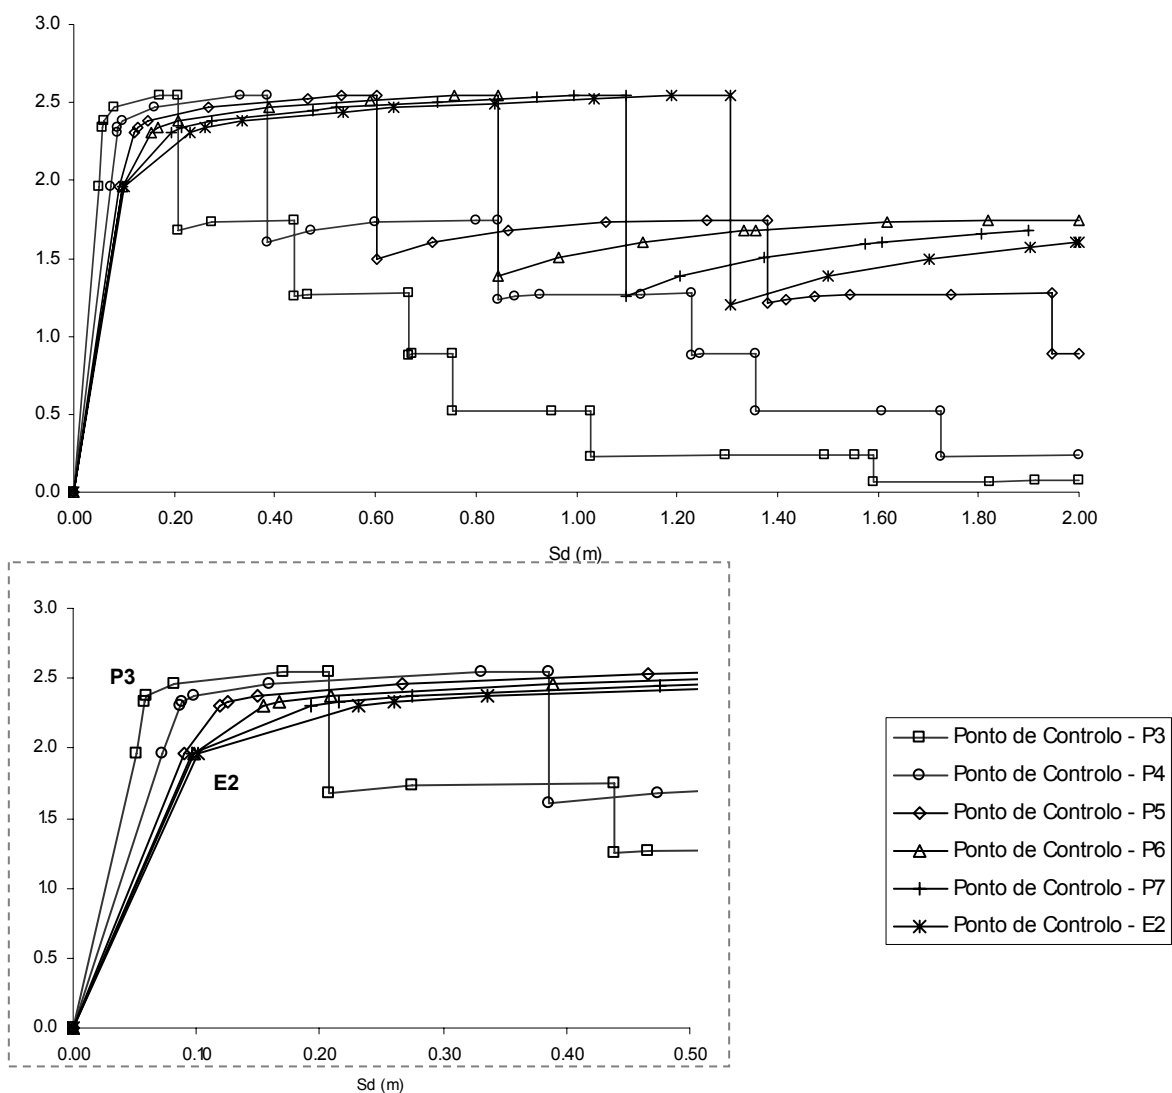 3.0
2.5
2.0
1.5
1.0
0.5
0.0
0.00 0.20 0.40 0.60 0.80 1.00 1.20 1.40 1.60 1.80 2.00
Sd (m)
3.0
2.5
2.0
1.5
1.0
0.5
0.0
P3
E2
0.00 0.10 0.20 0.30 0.40 0.50
Sd (m)
Ponto de Controlo - P3
Ponto de Controlo - P4
Ponto de Controlo - P5
Ponto de Controlo - P6
Ponto de Controlo - P7
Ponto de Controlo - E2